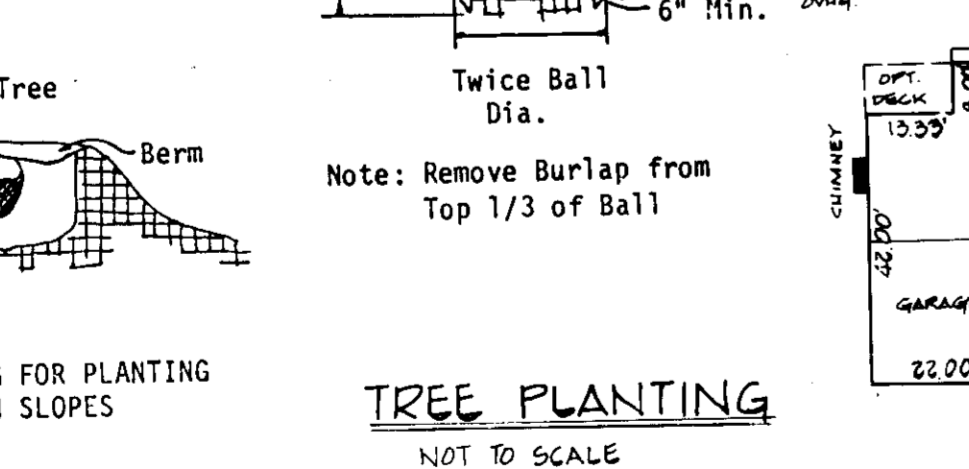 6" Min.
Twice Ball
Dia.
Note: Remove Burlap from
Top 1/3 of Ball
Tree
Berm
FOR PLANTING
SLOPES
TREE PLANTING
NOT TO SCALE
OPT.
DECK
13.33'
CHIMNEY
42.00'
GARAG
22.00